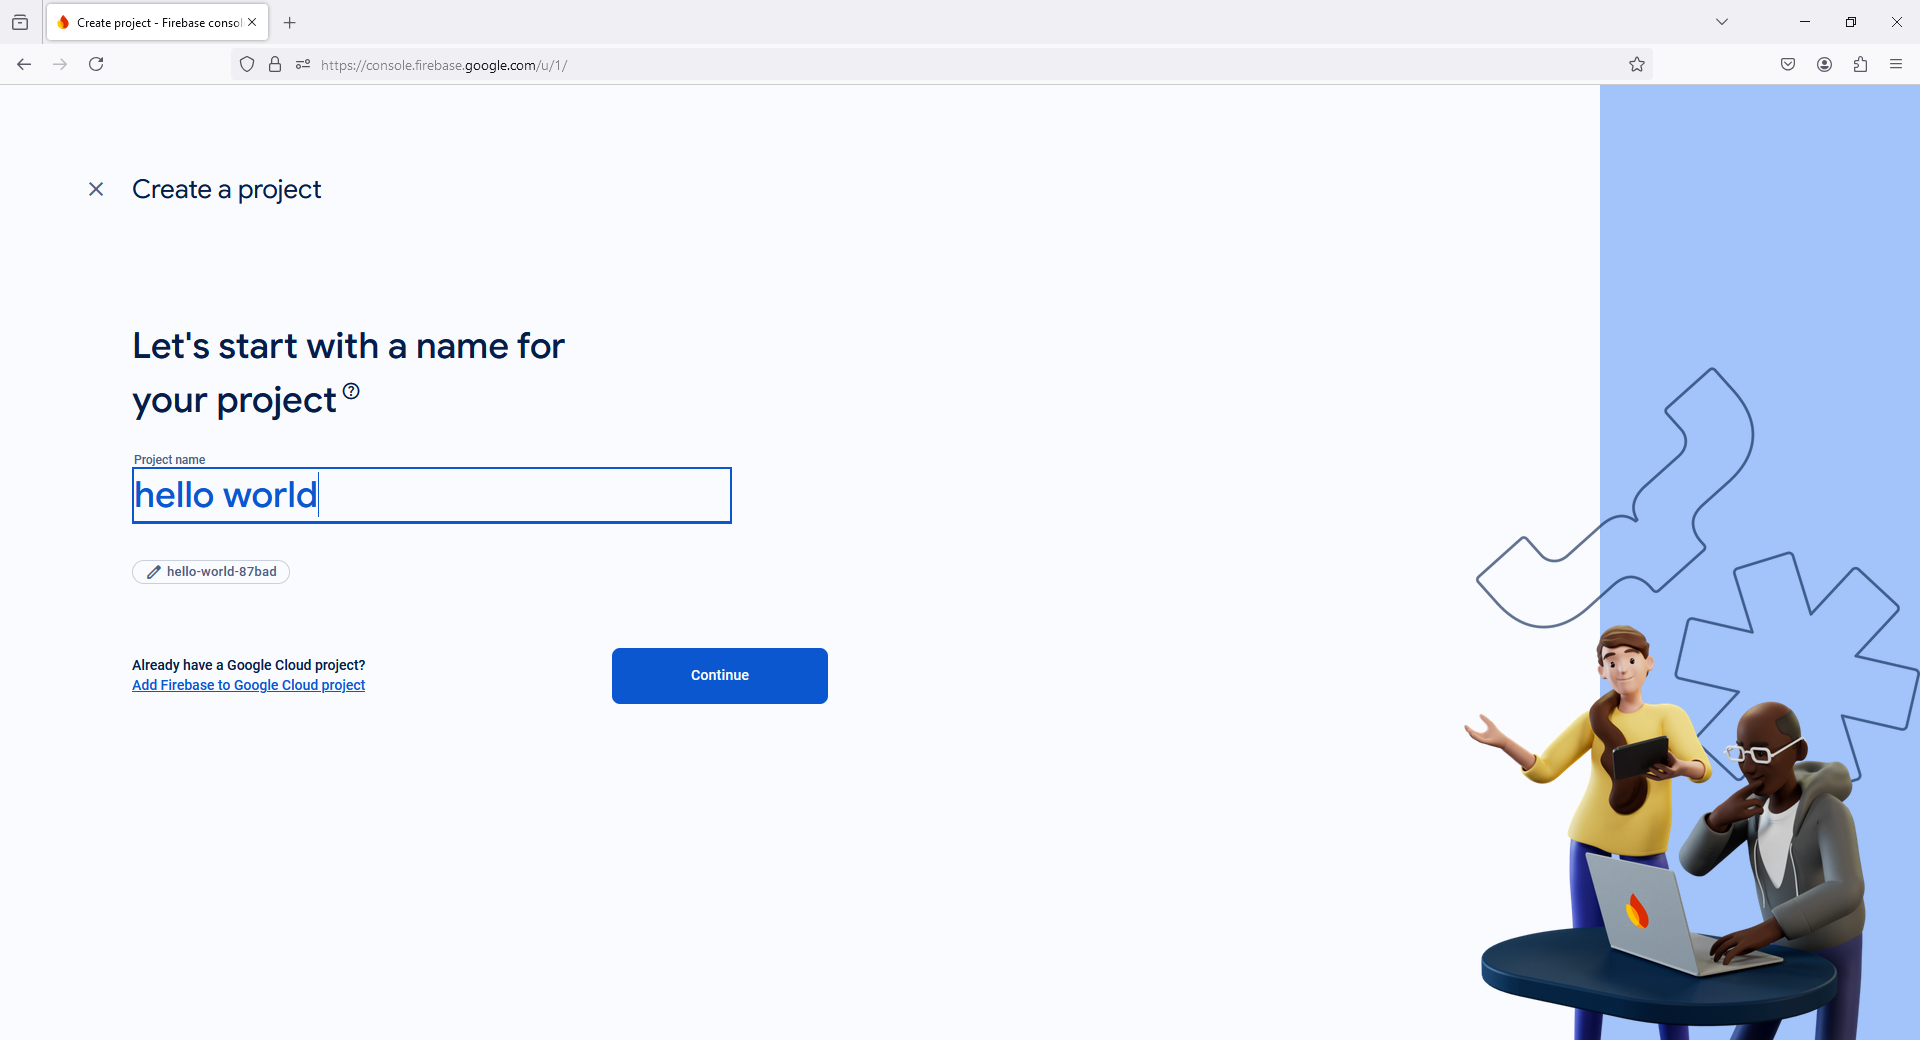 Create project - Firebase consol
https://console.firebase.google.com/u/1/
Create a project
Let's start with a name for
your project
Project name
hello world
hello-world-87bad
Already have a Google Cloud project?
Add Firebase to Google Cloud project
Continue